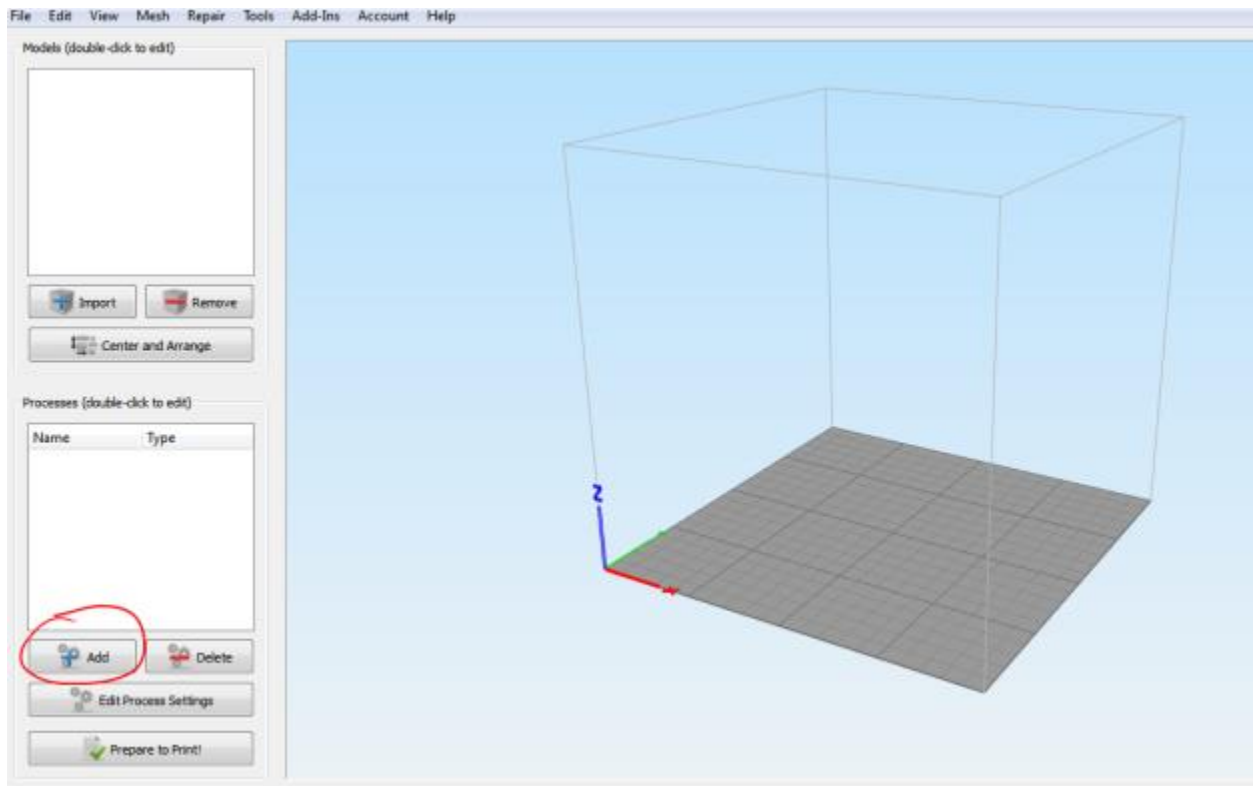 File Edit View Mesh Repair Tools Add-Ins Account Help
Models (double-click to edit)
Import Remove
Center and Arrange
Processes (double-click to edit)
Name Type
Add Delete
Edit Process Settings
Prepare to Print!
Z